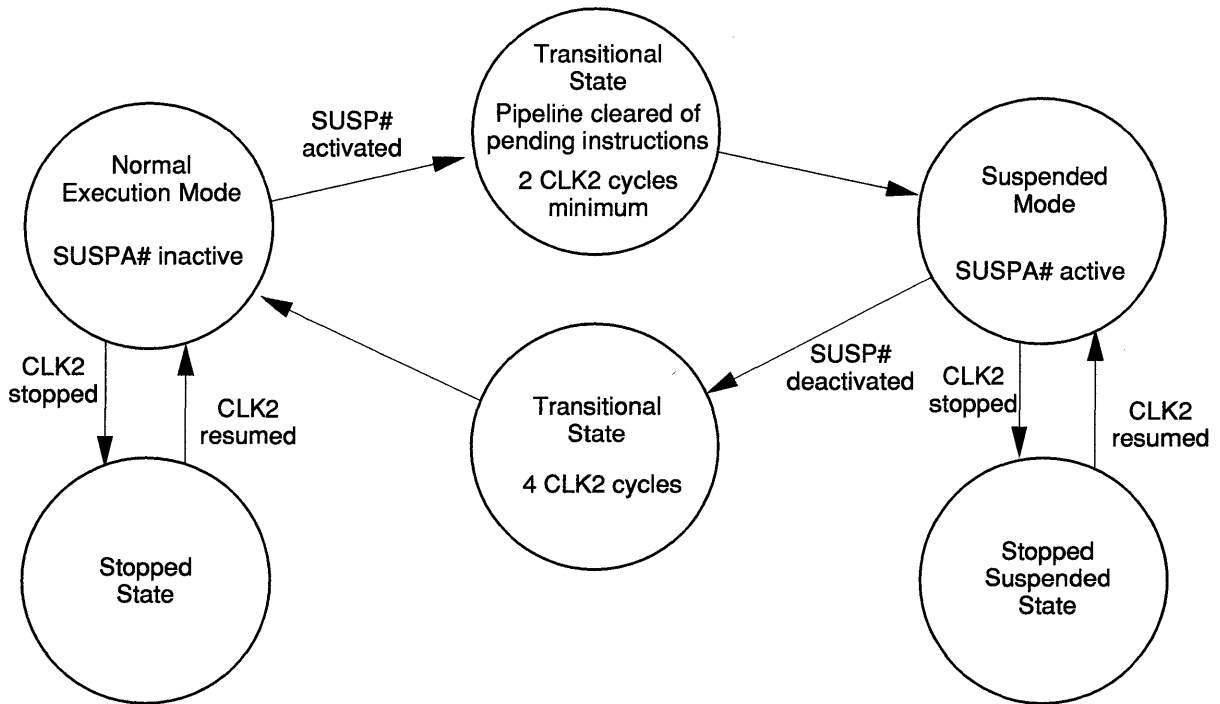 Transitional
State
Pipeline cleared of
pending instructions
2 CLK2 cycles
minimum
SUSP#
activated
Normal
Execution Mode
SUSPA# inactive
Suspended
Mode
SUSPA# active
SUSP#
deactivated
CLK2
stopped
CLK2
resumed
Transitional
State
4 CLK2 cycles
CLK2
stopped
CLK2
resumed
Stopped
State
Stopped
Suspended
State